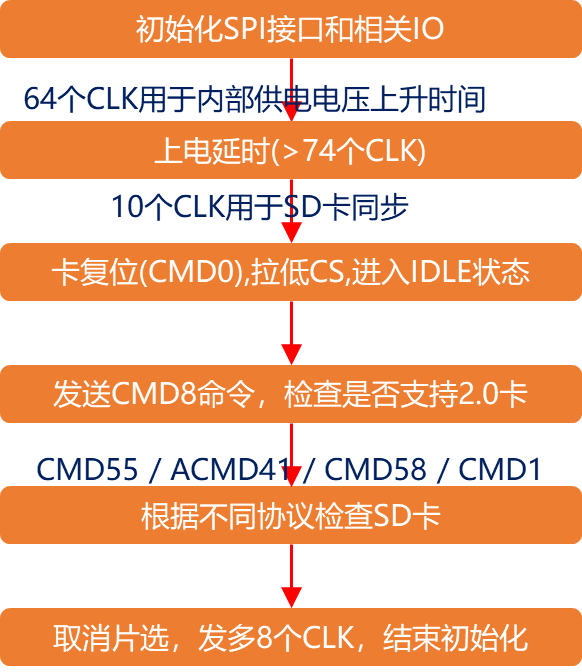 初始化SPI接口和相关IO
64个CLK用于内部供电电压上升时间
上电延时(>74个CLK)
10个CLK用于SD卡同步
卡复位(CMD0),拉低CS,进入IDLE状态
发送CMD8命令，检查是否支持2.0卡
CMD55 / ACMD41 / CMD58 / CMD1
根据不同协议检查SD卡
取消片选，发多8个CLK，结束初始化